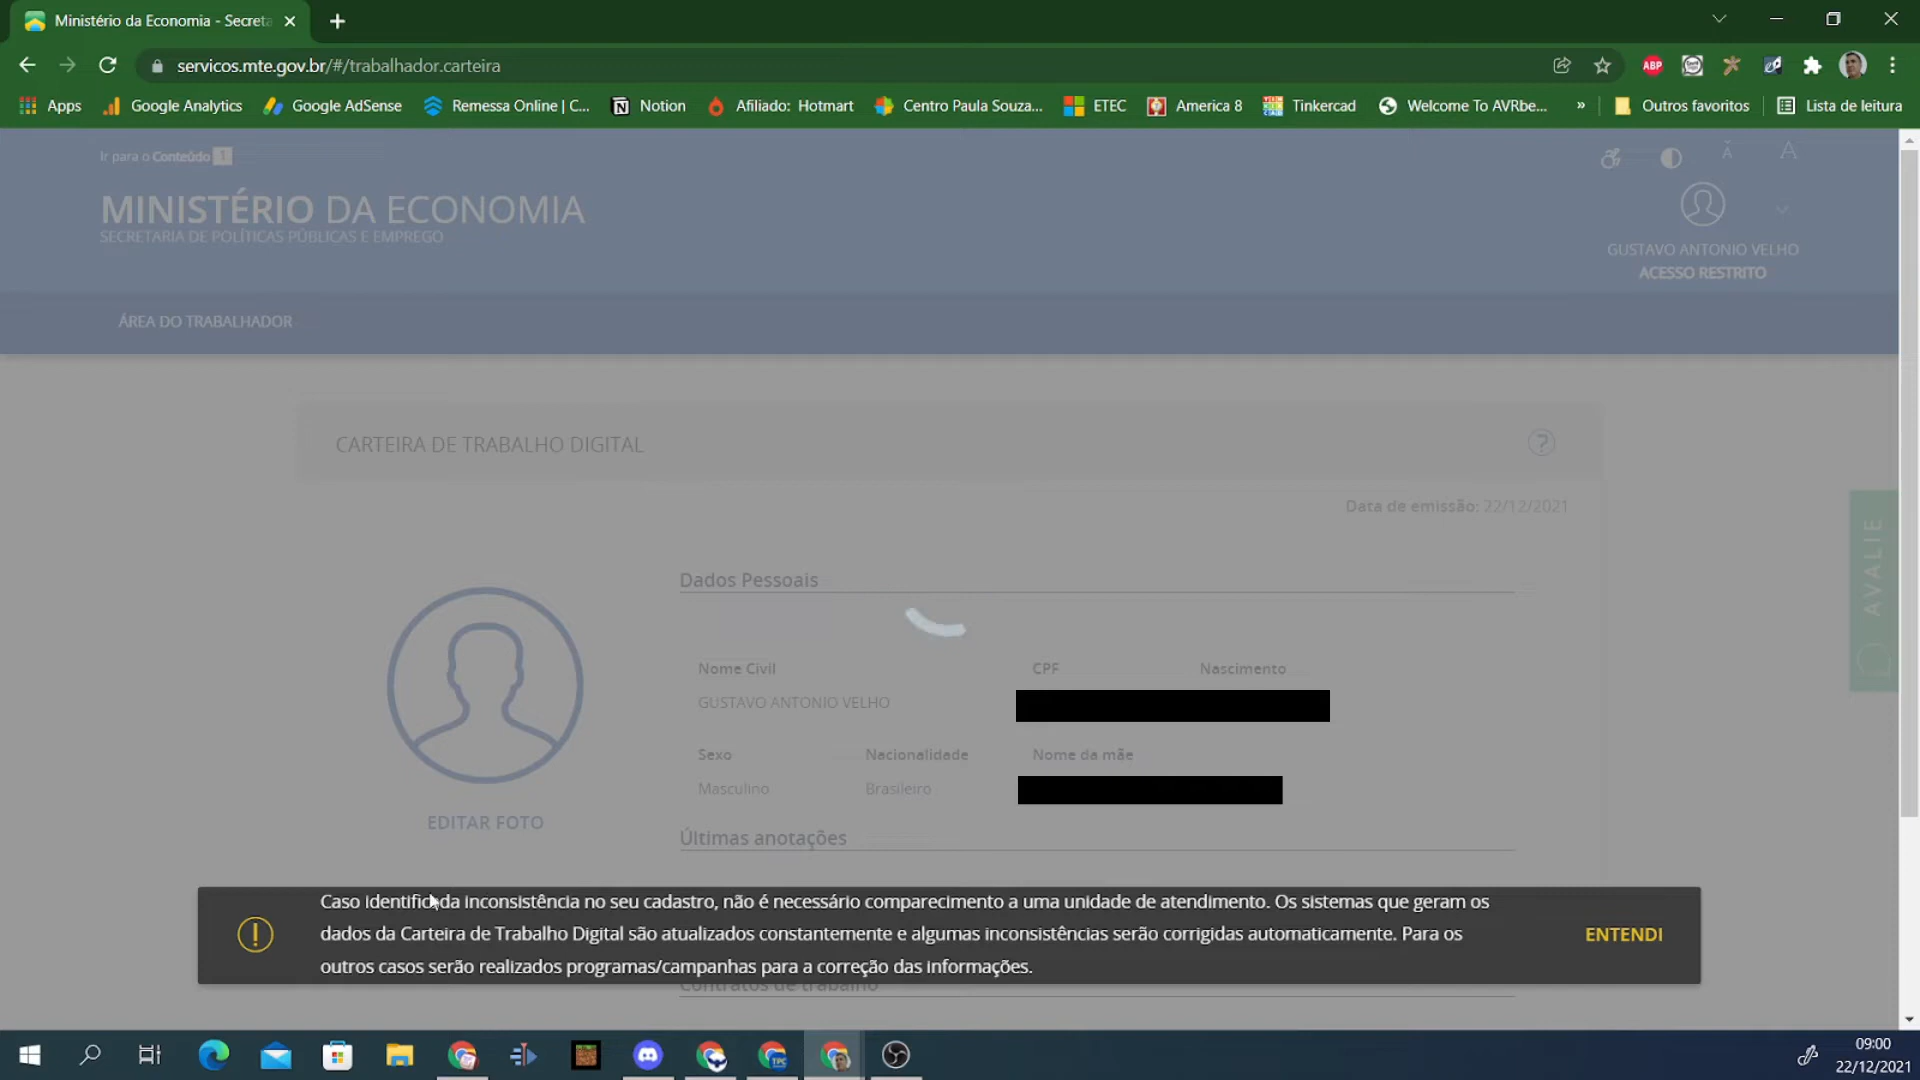 Ministério da Economia - Secreta
servicos.mte.gov.br/#/trabalhador.carteira
ABP
Apps
Google Analytics
Google AdSense
Remessa Online | C...
Notion
Afiliado: Hotmart
Centro Paula Souza...
ETEC
America 8
Tinkercad
Welcome To AVRbe...
»
Outros favoritos
Lista de leitura
Ir para o Conteúdo 1
A
A
MINISTÉRIO DA ECONOMIA
SECRETARIA DE POLÍTICAS PÚBLICAS E EMPREGO
GUSTAVO ANTONIO VELHO
ACESSO RESTRITO
ÁREA DO TRABALHADOR
CARTEIRA DE TRABALHO DIGITAL
?
Data de emissão: 22/12/2021
AVALIE
Dados Pessoais
Nome Civil
CPF
Nascimento
GUSTAVO ANTONIO VELHO
Sexo
Nacionalidade
Nome da mãe
Masculino
Brasileiro
EDITAR FOTO
Últimas anotações
Caso identificada inconsistência no seu cadastro, não é necessário comparecimento a uma unidade de atendimento. Os sistemas que geram os
dados da Carteira de Trabalho Digital são atualizados constantemente e algumas inconsistências serão corrigidas automaticamente. Para os
outros casos serão realizados programas/campanhas para a correção das informações.
ENTENDI
Contratos de trabalho
TPC
09:00
22/12/2021